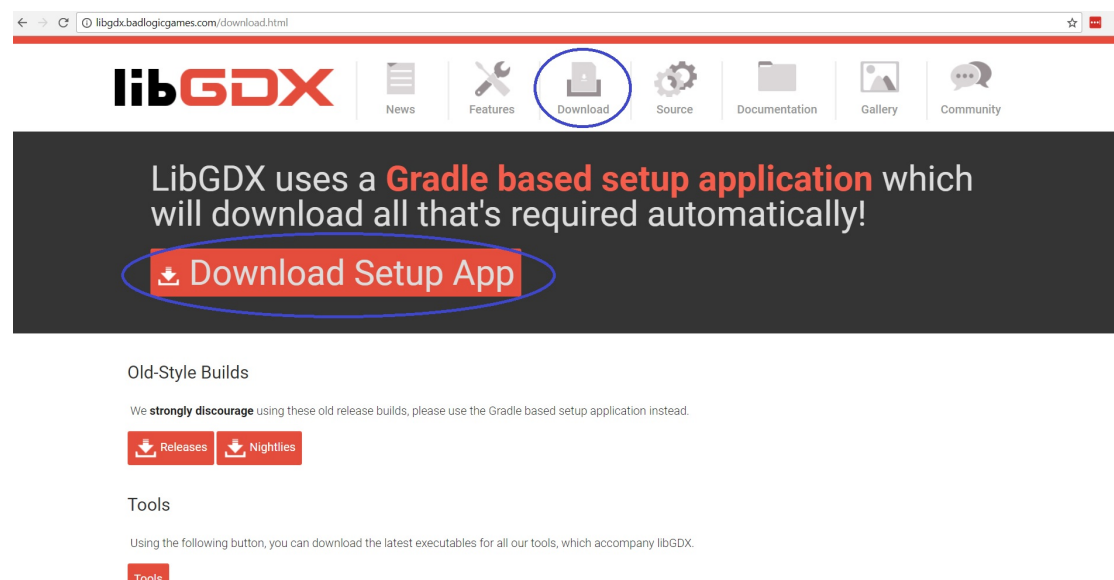 libgdx.badlogicgames.com/download.html
libGDX
News Features Download Source Documentation Gallery Community
LibGDX uses a Gradle based setup application which
will download all that's required automatically!
Download Setup App
Old-Style Builds
We strongly discourage using these old release builds, please use the Gradle based setup application instead.
Releases Nightlies
Tools
Using the following button, you can download the latest executables for all our tools, which accompany libGDX.
Tools